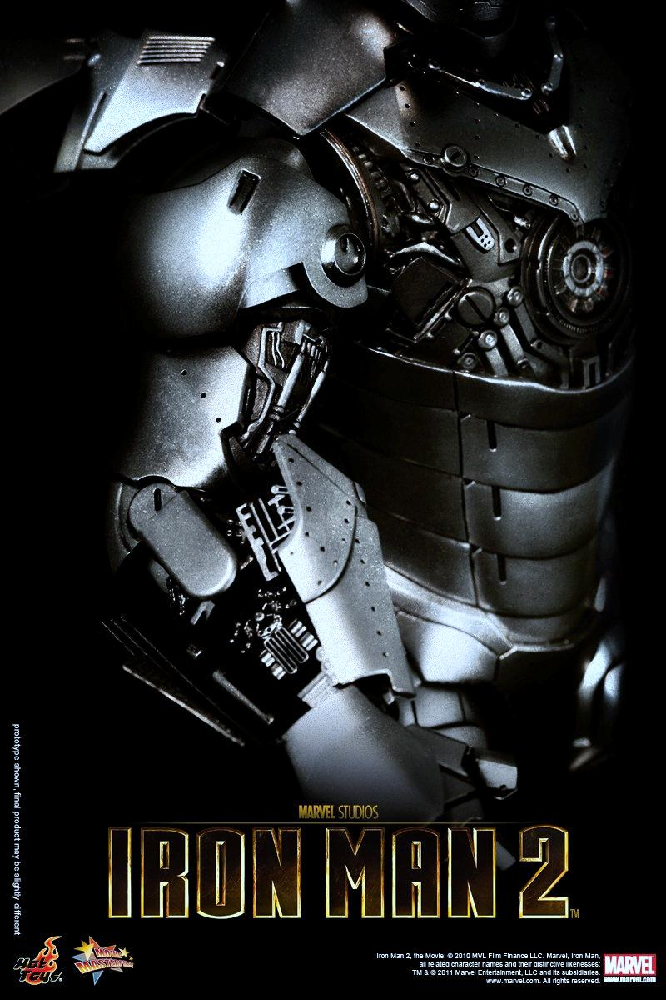 MARVEL STUDIOS
IRON MAN 2
TM
prototype shown, final product may be slightly different
Hot Toys
MOVIE MASTERPIECE
Iron Man 2, the Movie: © 2010 MVL Film Finance LLC. Marvel, Iron Man,
all related character names and their distinctive likenesses:
TM & © 2011 Marvel Entertainment, LLC and its subsidiaries.
www.marvel.com. All rights reserved.
MARVEL
www.marvel.com